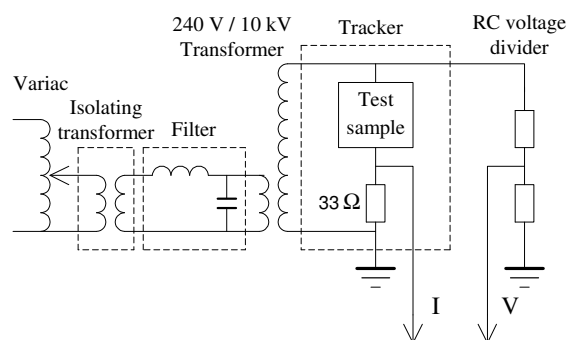 240 V / 10 kV
Transformer
Tracker
RC voltage
divider
Variac
Isolating
transformer
Filter
Test
sample
33 Ω
I
V